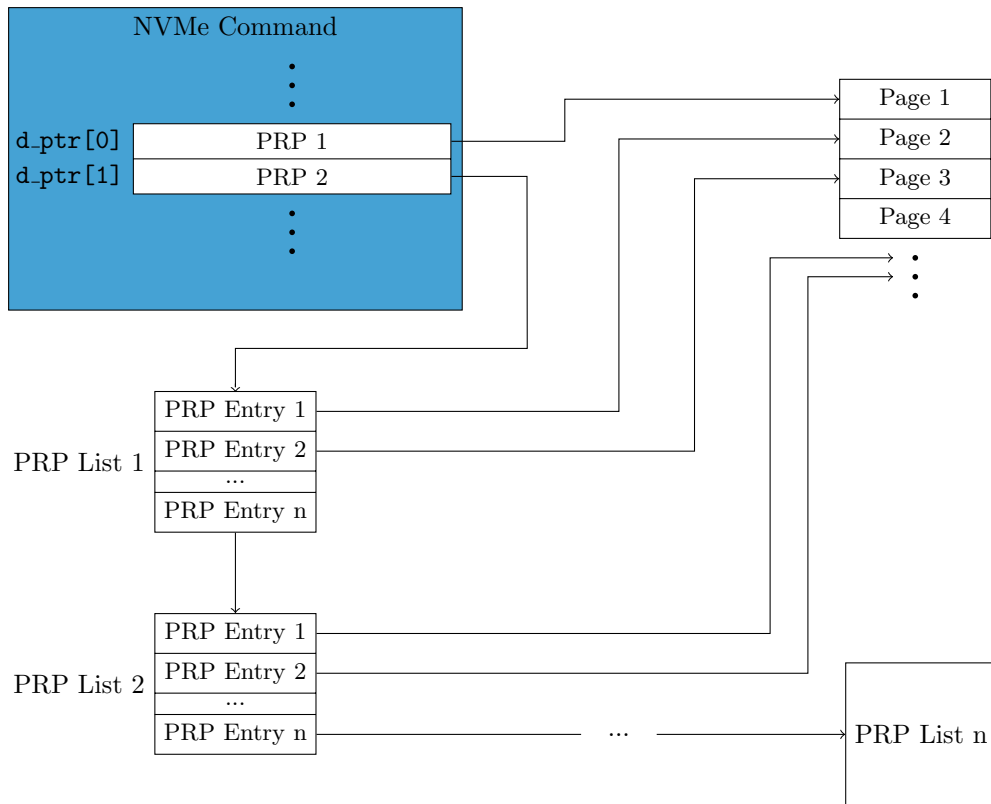 NVMe Command
d_ptr[0] PRP 1
d_ptr[1] PRP 2
Page 1
Page 2
Page 3
Page 4
PRP List 1
PRP Entry 1
PRP Entry 2
...
PRP Entry n
PRP List 2
PRP Entry 1
PRP Entry 2
...
PRP Entry n
...
PRP List n